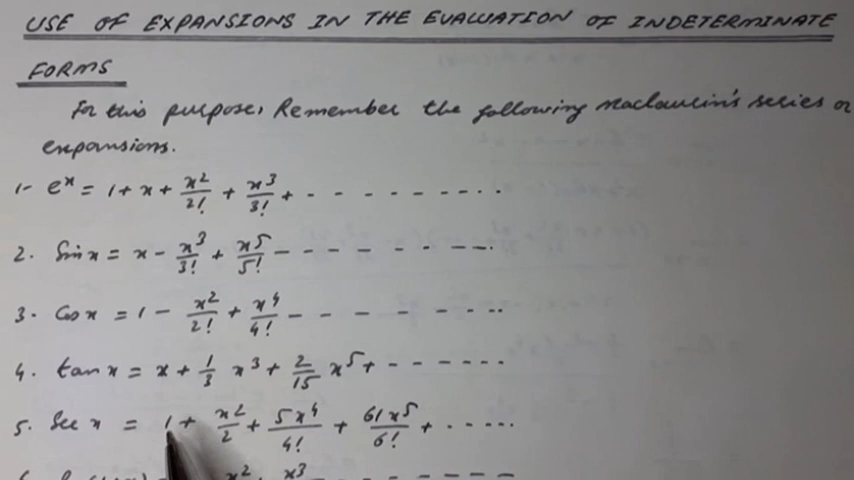 USE OF EXPANSIONS IN THE EVALUATION OF INDETERMINATE
FORMS
For this purpose, Remember the following Maclaurin's series or
expansions.
1- e^x = 1 + x + x^2/2! + x^3/3! + - - - - - - - - - . .
2. Sin x = x - x^3/3! + x^5/5! - - - - - - - - - - . .
3. Cos x = 1 - x^2/2! + x^4/4! - - - - - - - - . .
4. tan x = x + 1/3 x^3 + 2/15 x^5 + - - - - - . .
5. Sec x = 1 + x^2/2 + 5x^4/4! + 61x^5/6! + . . . . . .
x^2 x^3